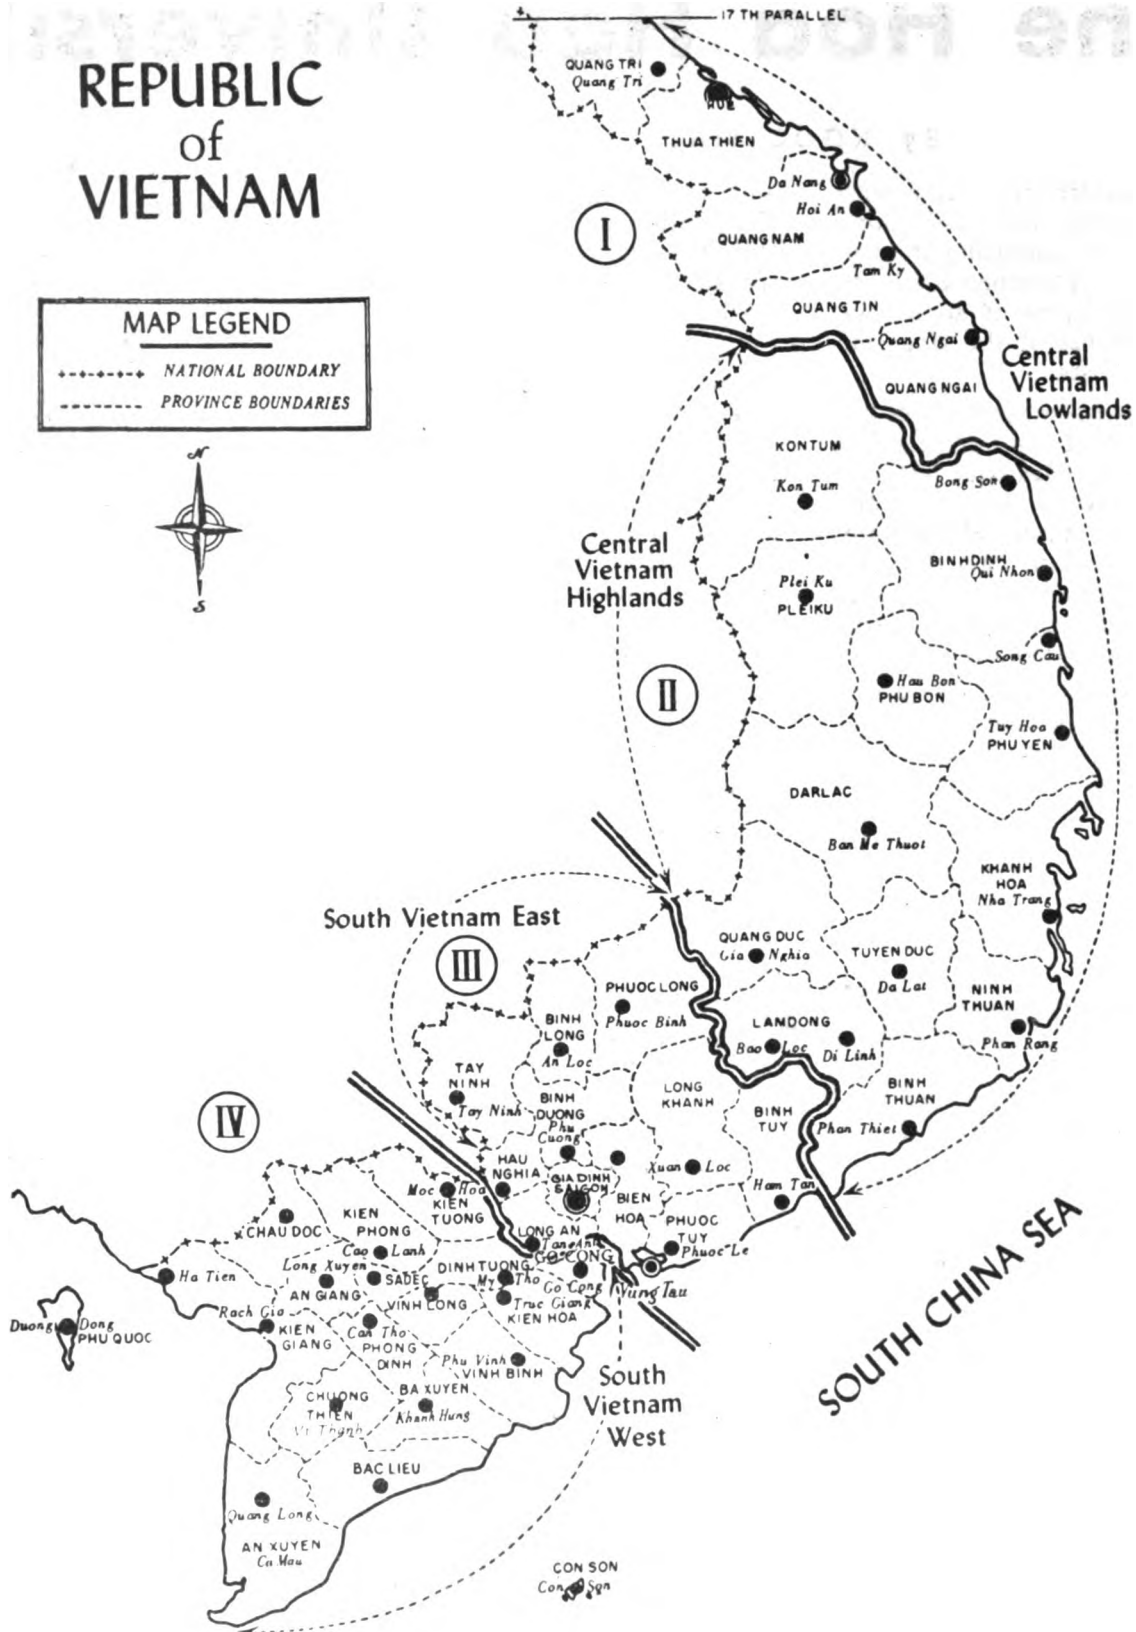 17 TH PARALLEL
REPUBLIC
of
VIETNAM
QUANG TRI
Quang Tri
HUE
THUA THIEN
Da Nang
Hoi An
I
QUANG NAM
Tam Ky
QUANG TIN
MAP LEGEND
NATIONAL BOUNDARY
PROVINCE BOUNDARIES
Quang Ngai
QUANG NGAI
Central
Vietnam
Lowlands
N
S
KONTUM
Kon Tum
Bong Son
Central
Vietnam
Highlands
BINH DINH
Qui Nhon
Plei Ku
PLEIKU
Song Cau
II
Hau Bon
PHU BON
Tuy Hoa
PHU YEN
DARLAC
Ban Me Thuot
KHANH
HOA
Nha Trang
South Vietnam East
III
QUANG DUC
Gia Nghia
TUYEN DUC
Da Lat
PHUOC LONG
Phuoc Binh
NINH
THUAN
Phan Rang
BINH
LONG
An Loc
LAMDONG
Bao Loc
Di Linh
TAY
NINH
Tay Ninh
BINH
DUONG
Phu
Cuong
LONG
KHANH
BINH
TUY
BINH
THUAN
Phan Thiet
IV
HAU
NGHIA
GIA DINH
SAIGON
Xuan Loc
Ham Tan
BIEN
HOA
PHUOC
TUY
Phuoc Le
Moc Hoa
KIEN
TUONG
CHAU DOC
KIEN
PHONG
Cao Lanh
LONG AN
Tan An
GO CONG
Go Cong
Vung Tau
Ha Tien
Long Xuyen
AN GIANG
SADEC
DINH TUONG
My Tho
VINH LONG
Truc Giang
KIEN HOA
Duong Dong
PHU QUOC
Rach Gia
KIEN
GIANG
Can Tho
PHONG
DINH
Phu Vinh
VINH BINH
South
Vietnam
West
SOUTH CHINA SEA
CHUONG
THIEN
Vi Thanh
BA XUYEN
Khanh Hung
BAC LIEU
Quang Long
AN XUYEN
Ca Mau
CON SON
Con Son